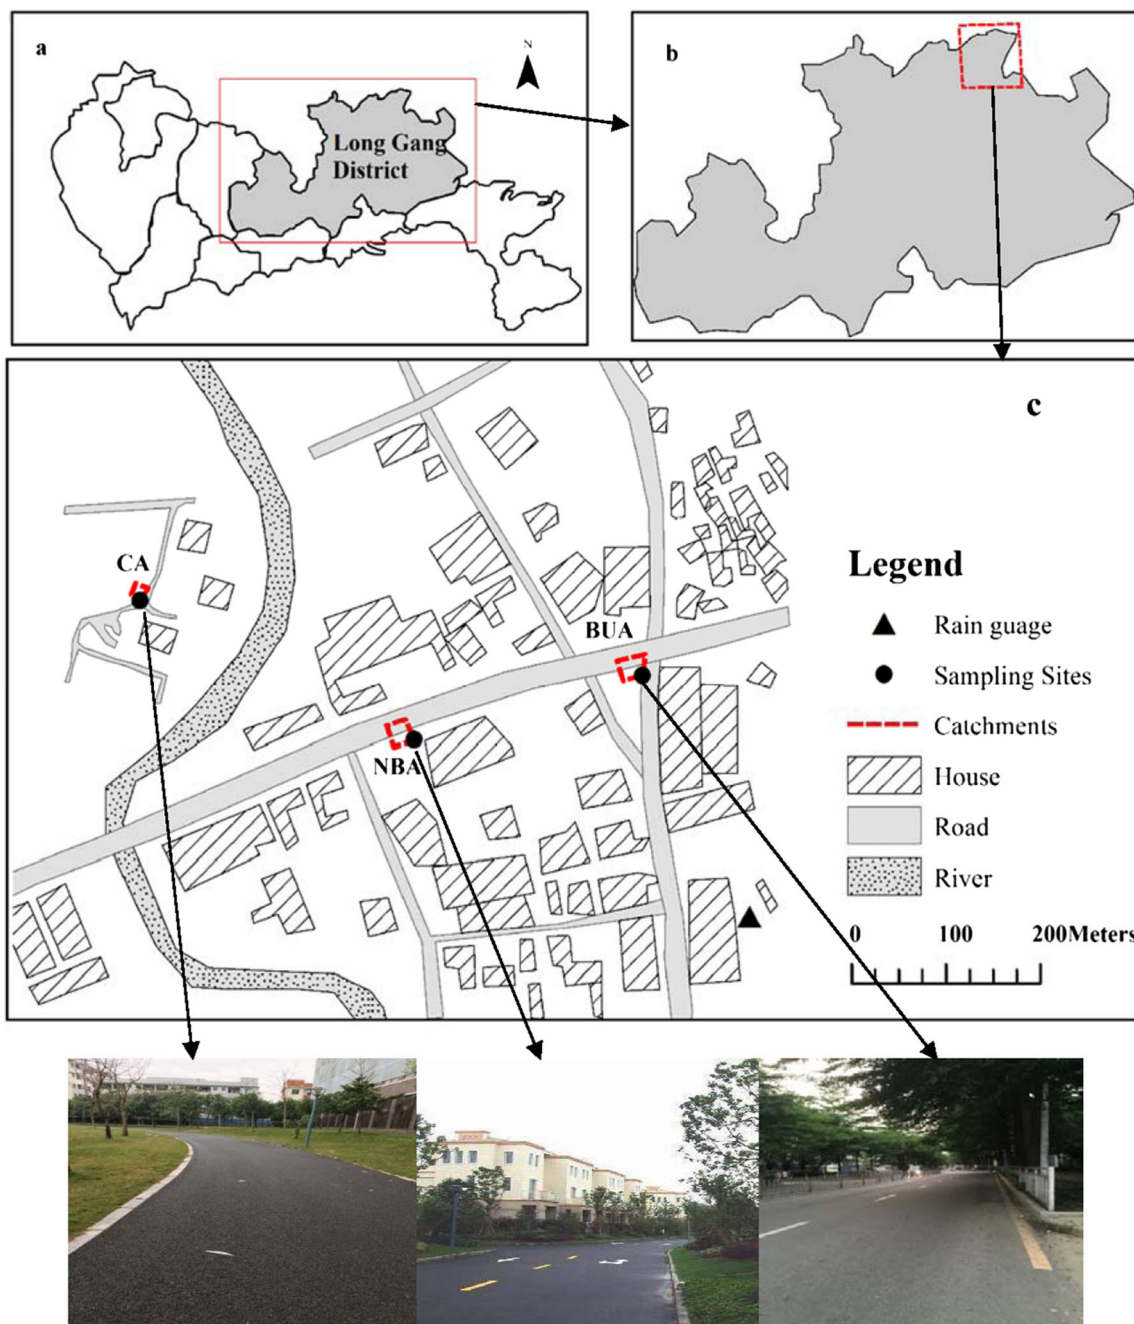 a
N
Long Gang
District
b
c
CA
BUA
NBA
Legend
Rain guage
Sampling Sites
Catchments
House
Road
River
0 100 200Meters